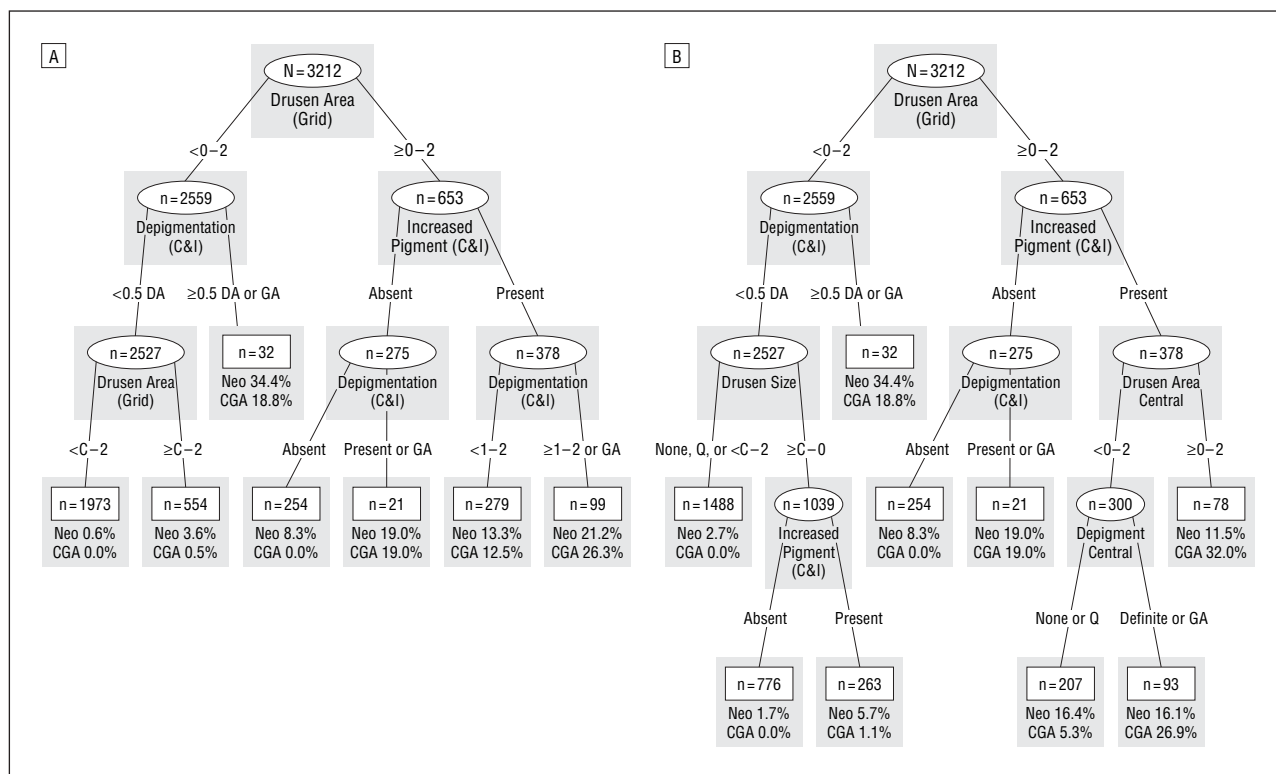 A
N=3212
Drusen Area
(Grid)
<0–2
≥0–2
n=2559
Depigmentation
(C&I)
n=653
Increased
Pigment (C&I)
<0.5 DA
≥0.5 DA or GA
Absent
Present
n=2527
Drusen Area
(Grid)
n=32
Neo 34.4%
CGA 18.8%
n=275
Depigmentation
(C&I)
n=378
Depigmentation
(C&I)
<C–2
≥C–2
Absent
Present or GA
<1–2
≥1–2 or GA
n=1973
Neo 0.6%
CGA 0.0%
n=554
Neo 3.6%
CGA 0.5%
n=254
Neo 8.3%
CGA 0.0%
n=21
Neo 19.0%
CGA 19.0%
n=279
Neo 13.3%
CGA 12.5%
n=99
Neo 21.2%
CGA 26.3%
B
N=3212
Drusen Area
(Grid)
<0–2
≥0–2
n=2559
Depigmentation
(C&I)
n=653
Increased
Pigment (C&I)
<0.5 DA
≥0.5 DA or GA
Absent
Present
n=2527
Drusen Size
n=32
Neo 34.4%
CGA 18.8%
n=275
Depigmentation
(C&I)
n=378
Drusen Area
Central
None, Q, or <C–2
≥C–0
Absent
Present or GA
<0–2
≥0–2
n=1488
Neo 2.7%
CGA 0.0%
n=1039
Increased
Pigment
(C&I)
n=254
Neo 8.3%
CGA 0.0%
n=21
Neo 19.0%
CGA 19.0%
n=300
Depigment
Central
n=78
Neo 11.5%
CGA 32.0%
Absent
Present
None or Q
Definite or GA
n=776
Neo 1.7%
CGA 0.0%
n=263
Neo 5.7%
CGA 1.1%
n=207
Neo 16.4%
CGA 5.3%
n=93
Neo 16.1%
CGA 26.9%